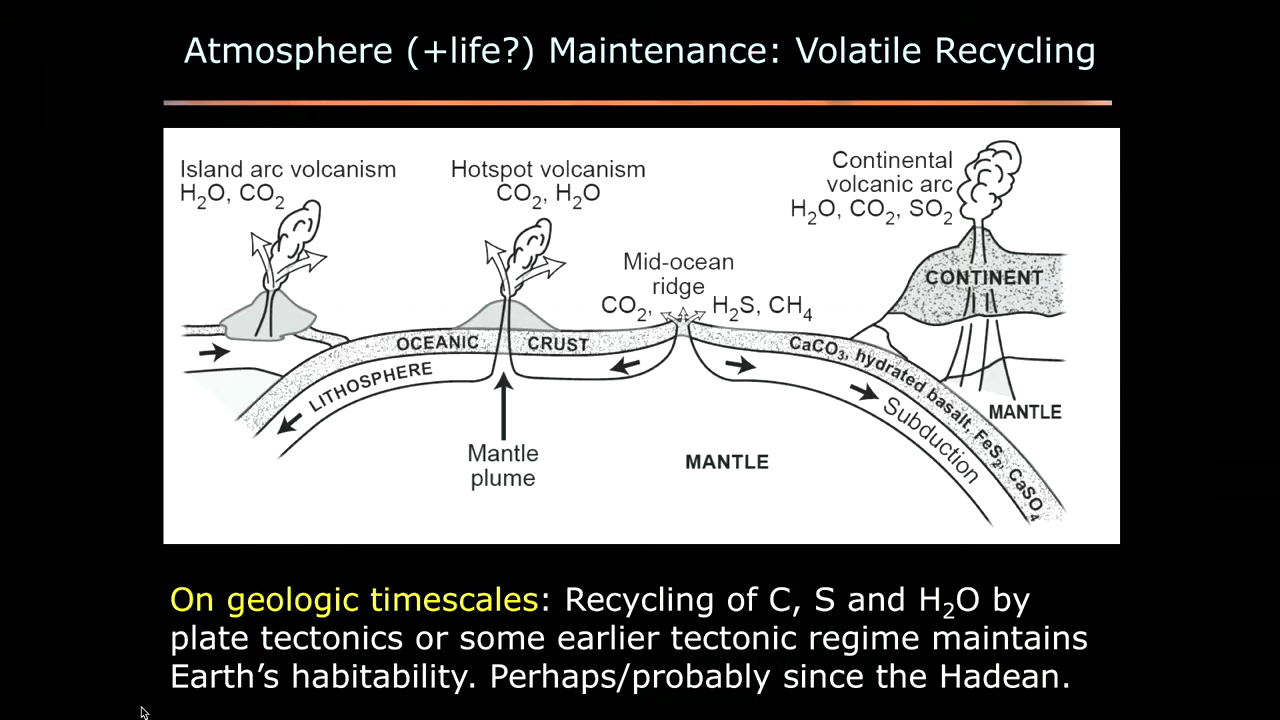 Atmosphere (+life?) Maintenance: Volatile Recycling
Island arc volcanism
H₂O, CO₂
Hotspot volcanism
CO₂, H₂O
Continental
volcanic arc
H₂O, CO₂, SO₂
Mid-ocean
ridge
CO₂, H₂S, CH₄
CONTINENT
OCEANIC CRUST
LITHOSPHERE
CaCO₃, hydrated basalt, FeS₂, CaSO₄
Subduction
MANTLE
Mantle
plume
MANTLE
On geologic timescales: Recycling of C, S and H₂O by
plate tectonics or some earlier tectonic regime maintains
Earth’s habitability. Perhaps/probably since the Hadean.